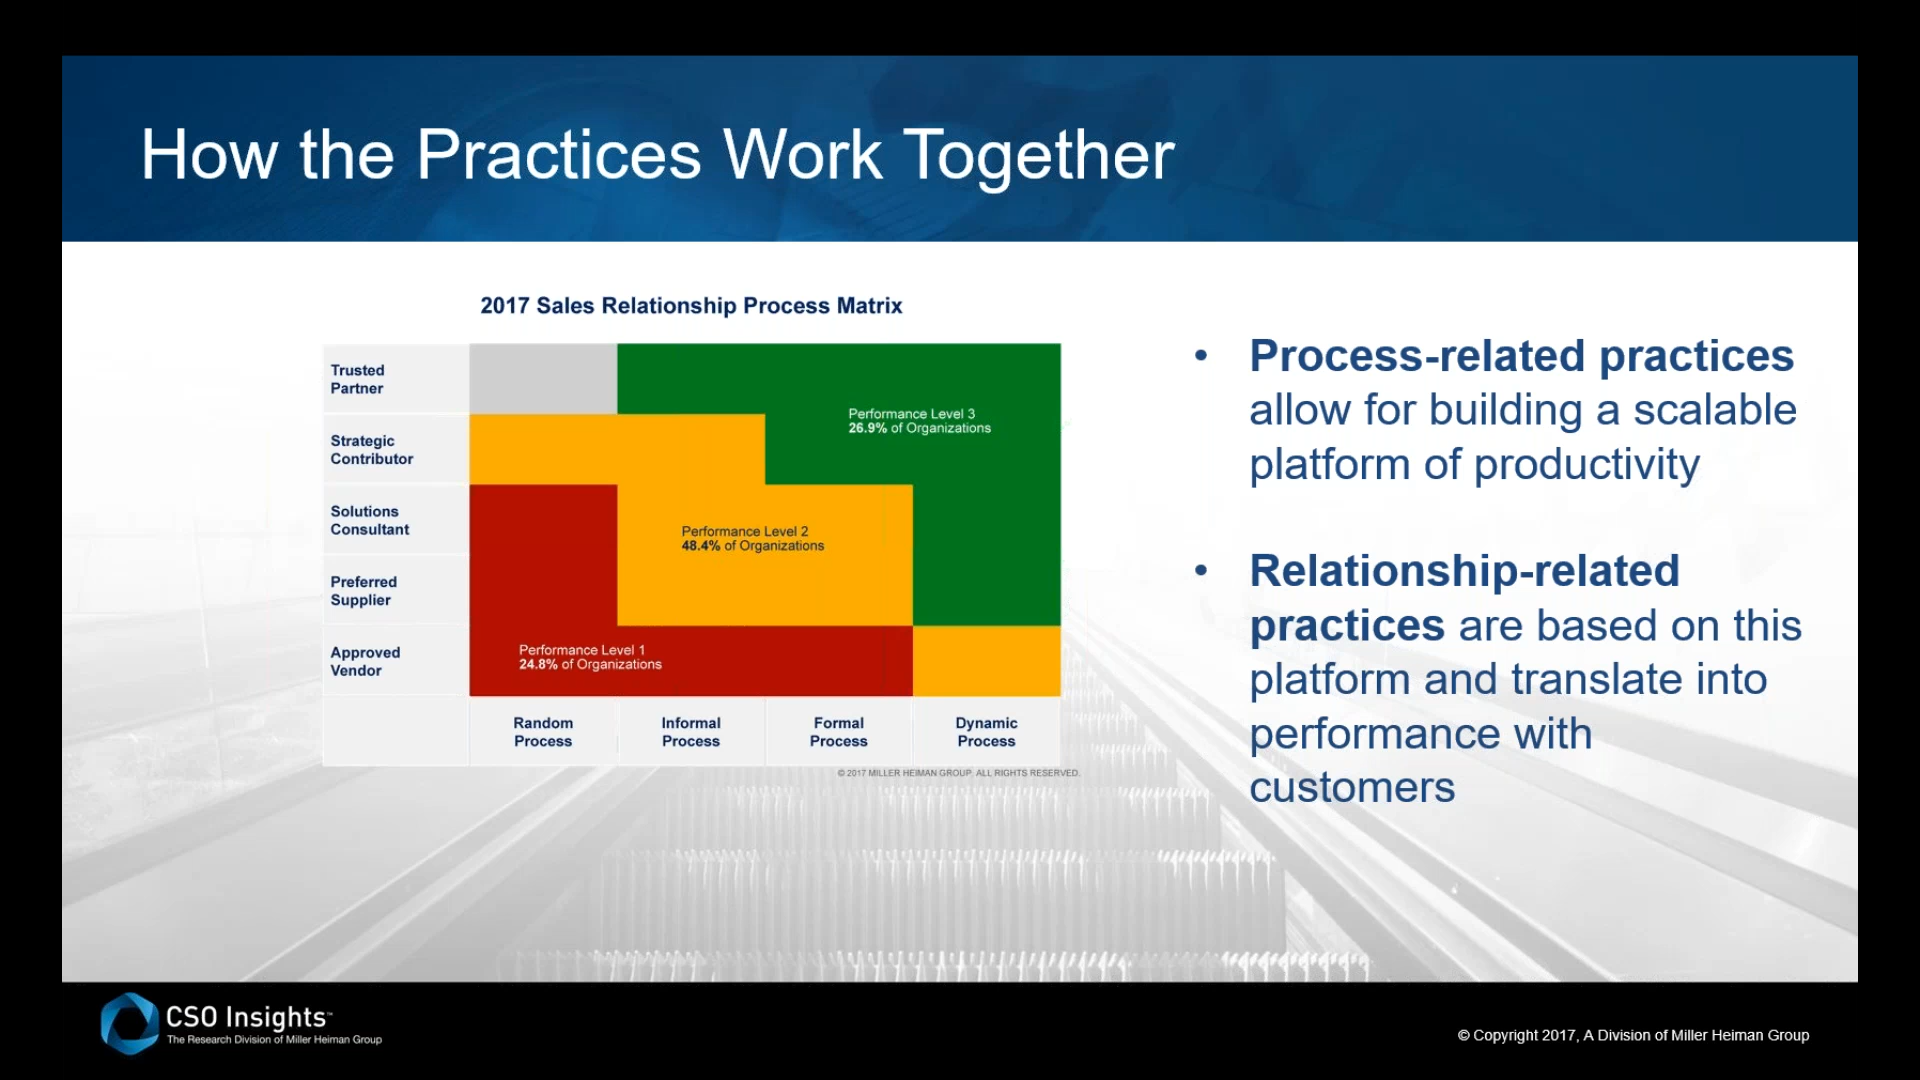 How the Practices Work Together
2017 Sales Relationship Process Matrix
Trusted
Partner
Strategic
Contributor
Solutions
Consultant
Preferred
Supplier
Approved
Vendor
Performance Level 3
26.9% of Organizations
Performance Level 2
48.4% of Organizations
Performance Level 1
24.8% of Organizations
Random
Process
Informal
Process
Formal
Process
Dynamic
Process
© 2017 MILLER HEIMAN GROUP. ALL RIGHTS RESERVED.
• Process-related practices
allow for building a scalable
platform of productivity
• Relationship-related
practices are based on this
platform and translate into
performance with
customers
CSO Insights™
The Research Division of Miller Heiman Group
© Copyright 2017, A Division of Miller Heiman Group